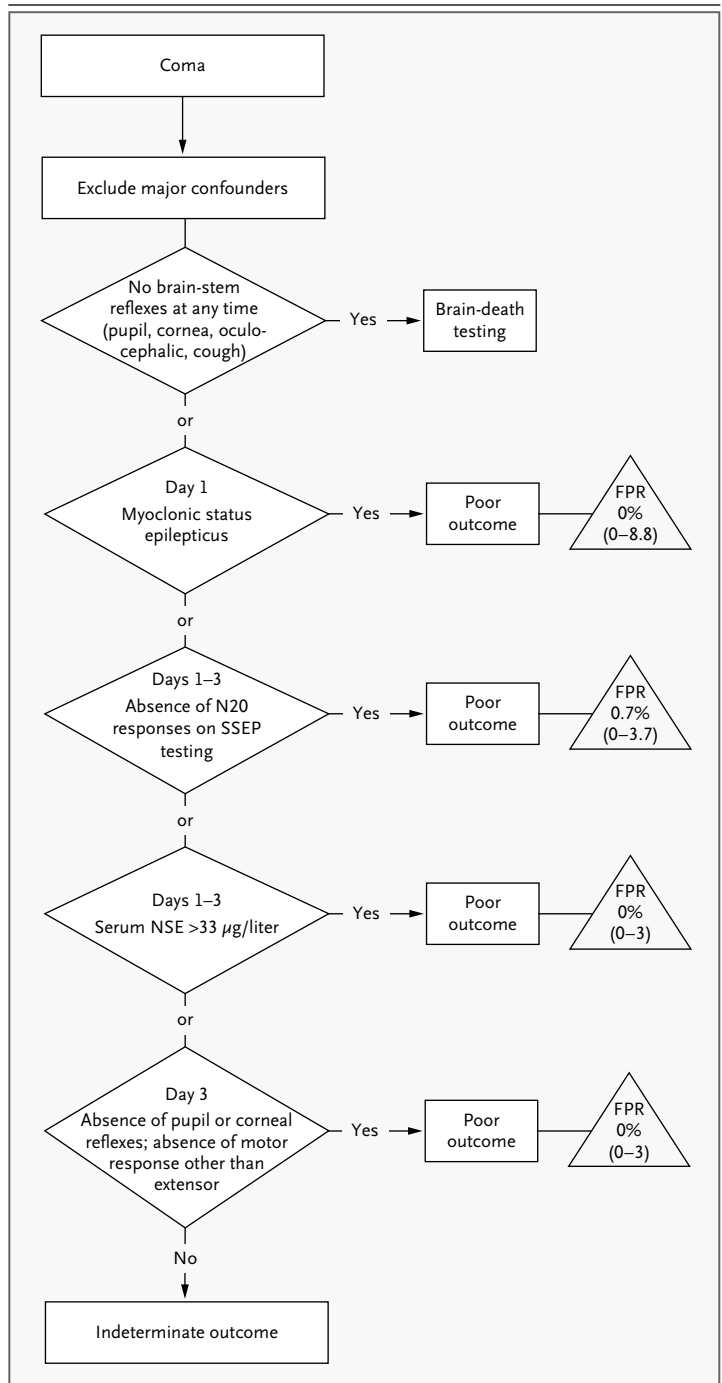 Coma
Exclude major confounders
No brain-stem
reflexes at any time
(pupil, cornea, oculo-
cephalic, cough)
Yes
Brain-death
testing
or
Day 1
Myoclonic status
epilepticus
Yes
Poor
outcome
FPR
0%
(0–8.8)
or
Days 1–3
Absence of N20
responses on SSEP
testing
Yes
Poor
outcome
FPR
0.7%
(0–3.7)
or
Days 1–3
Serum NSE >33 µg/liter
Yes
Poor
outcome
FPR
0%
(0–3)
or
Day 3
Absence of pupil or corneal
reflexes; absence of motor
response other than
extensor
Yes
Poor
outcome
FPR
0%
(0–3)
No
Indeterminate outcome